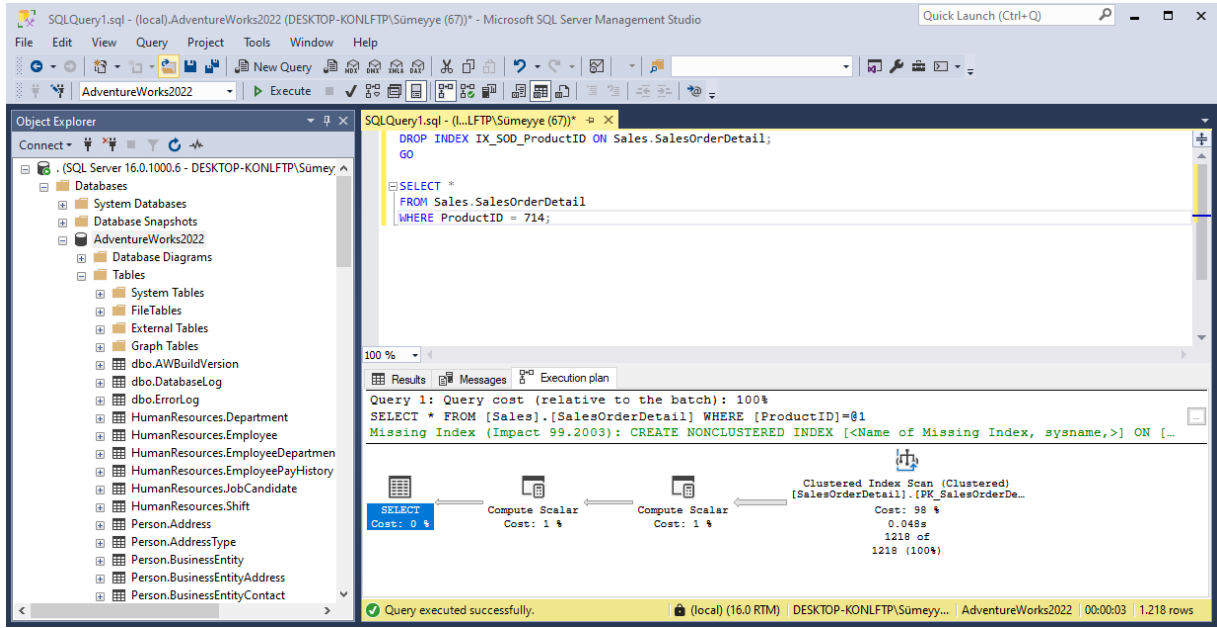 SQLQuery1.sql - (local).AdventureWorks2022 (DESKTOP-KONLFTP\Sümeyye (67))* - Microsoft SQL Server Management Studio
Quick Launch (Ctrl+Q)
File Edit View Query Project Tools Window Help
New Query
MDX DMX XMLA DAX
AdventureWorks2022
Execute
Object Explorer
Connect
. (SQL Server 16.0.1000.6 - DESKTOP-KONLFTP\Sümey
Databases
System Databases
Database Snapshots
AdventureWorks2022
Database Diagrams
Tables
System Tables
FileTables
External Tables
Graph Tables
dbo.AWBuildVersion
dbo.DatabaseLog
dbo.ErrorLog
HumanResources.Department
HumanResources.Employee
HumanResources.EmployeeDepartmen
HumanResources.EmployeePayHistory
HumanResources.JobCandidate
HumanResources.Shift
Person.Address
Person.AddressType
Person.BusinessEntity
Person.BusinessEntityAddress
Person.BusinessEntityContact
SQLQuery1.sql - (l...LFTP\Sümeyye (67))*
DROP INDEX IX_SOD_ProductID ON Sales.SalesOrderDetail;
GO
SELECT *
FROM Sales.SalesOrderDetail
WHERE ProductID = 714;
100 %
Results Messages Execution plan
Query 1: Query cost (relative to the batch): 100%
SELECT * FROM [Sales].[SalesOrderDetail] WHERE [ProductID]=@1
Missing Index (Impact 99.2003): CREATE NONCLUSTERED INDEX [<Name of Missing Index, sysname,>] ON [...
SELECT
Cost: 0 %
Compute Scalar
Cost: 1 %
Compute Scalar
Cost: 1 %
Clustered Index Scan (Clustered)
[SalesOrderDetail].[PK_SalesOrderDe...
Cost: 98 %
0.048s
1218 of
1218 (100%)
Query executed successfully.
(local) (16.0 RTM) DESKTOP-KONLFTP\Sümeyy... AdventureWorks2022 00:00:03 1.218 rows